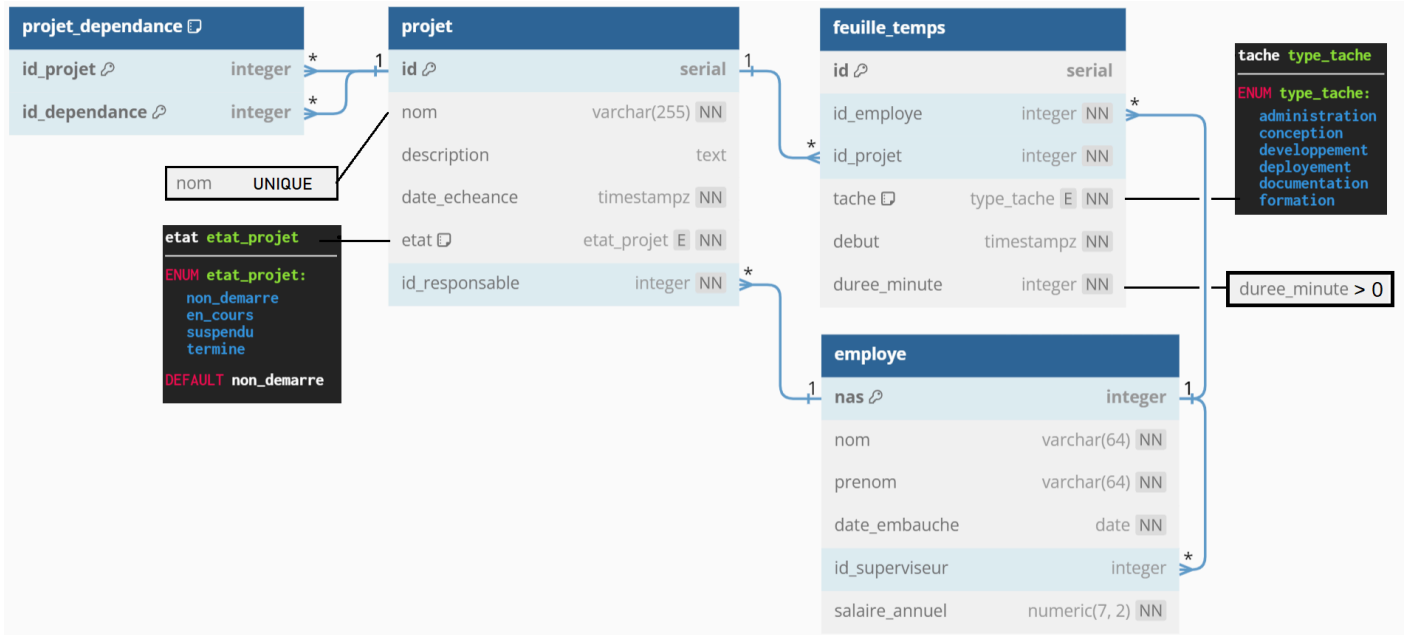 projet_dependance
id_projet integer
id_dependance integer
* 1
*
projet
id serial
nom varchar(255) NN
description text
date_echeance timestampz NN
etat etat_projet E NN
id_responsable integer NN
nom UNIQUE
etat etat_projet
ENUM etat_projet:
non_demarre
en_cours
suspendu
termine
DEFAULT non_demarre
1
*
*
1
feuille_temps
id serial
id_employe integer NN
id_projet integer NN
tache type_tache E NN
debut timestampz NN
duree_minute integer NN
*
tache type_tache
ENUM type_tache:
administration
conception
developpement
deployement
documentation
formation
duree_minute > 0
employe
nas integer
nom varchar(64) NN
prenom varchar(64) NN
date_embauche date NN
id_superviseur integer
salaire_annuel numeric(7, 2) NN
1
*